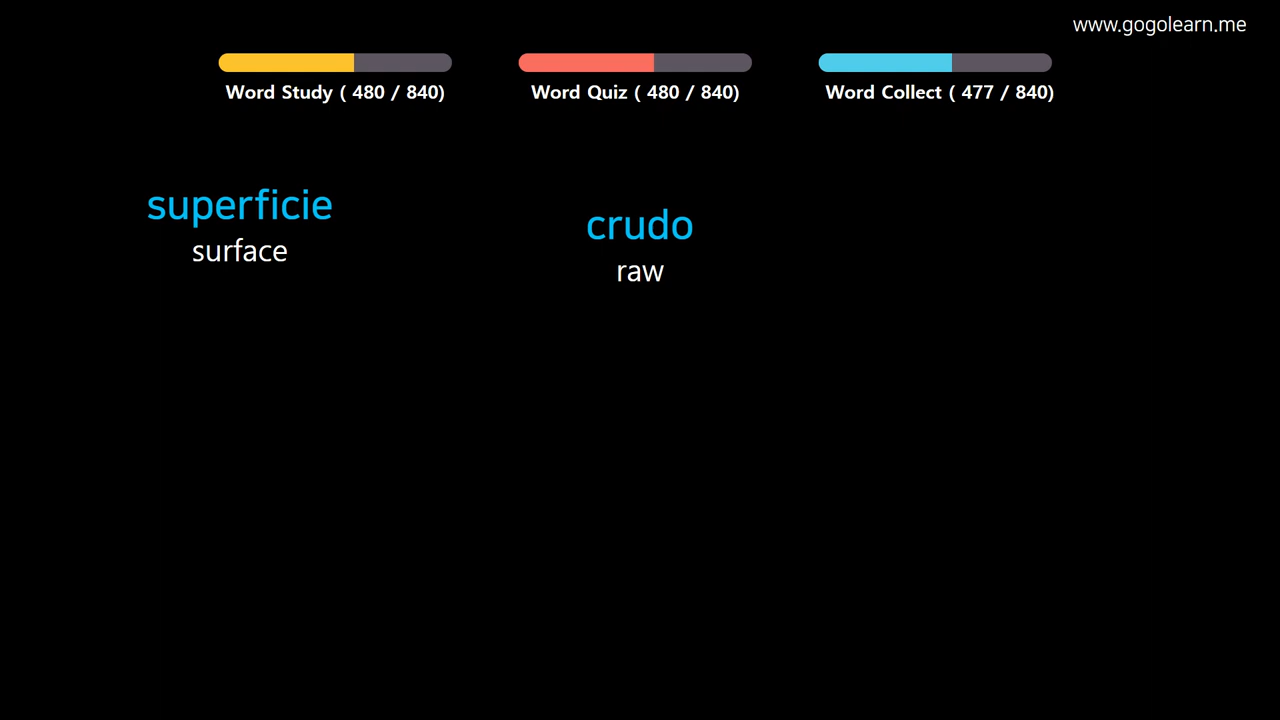 www.gogolearn.me
Word Study ( 480 / 840)
Word Quiz ( 480 / 840)
Word Collect ( 477 / 840)
superficie
surface
crudo
raw